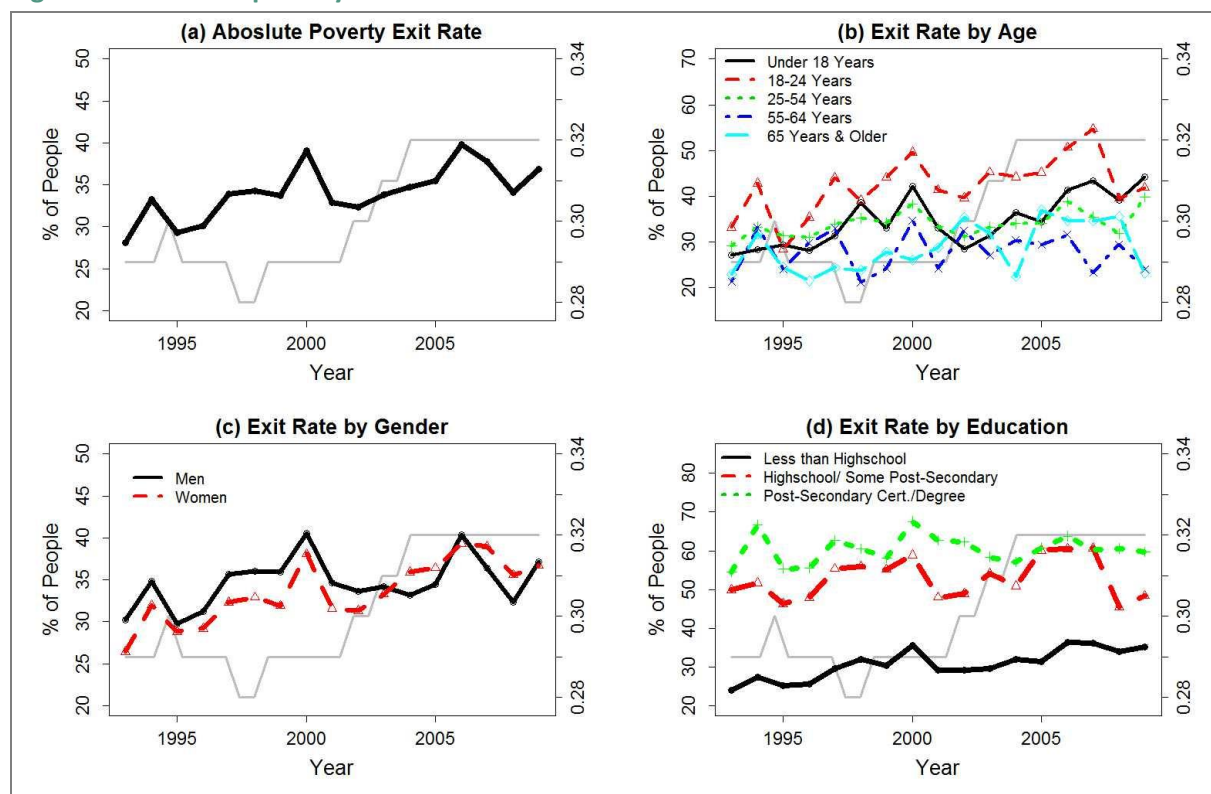 (a) Aboslute Poverty Exit Rate
% of People
50
45
40
35
30
25
20
0.34
0.32
0.30
0.28
1995
2000
2005
Year
(b) Exit Rate by Age
% of People
70
60
50
40
30
20
Under 18 Years
18-24 Years
25-54 Years
55-64 Years
65 Years & Older
0.34
0.32
0.30
0.28
1995
2000
2005
Year
(c) Exit Rate by Gender
% of People
50
45
40
35
30
25
20
Men
Women
0.34
0.32
0.30
0.28
1995
2000
2005
Year
(d) Exit Rate by Education
% of People
80
70
60
50
40
30
20
Less than Highschool
Highschool/ Some Post-Secondary
Post-Secondary Cert./Degree
0.34
0.32
0.30
0.28
1995
2000
2005
Year